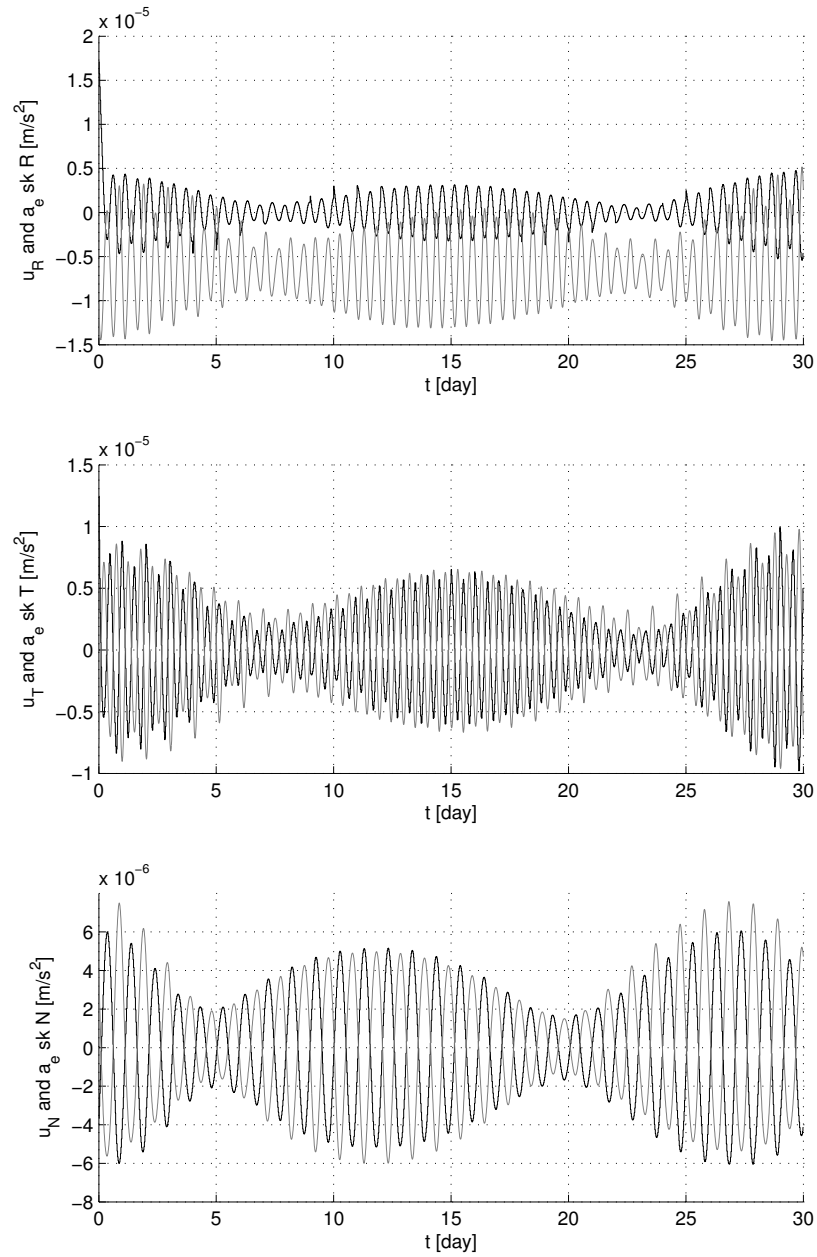 x 10⁻⁵
2
1.5
1
0.5
0
−0.5
−1
−1.5
u_R and a_e sk R [m/s²]
0 5 10 15 20 25 30
t [day]
x 10⁻⁵
1.5
1
0.5
0
−0.5
−1
u_T and a_e sk T [m/s²]
0 5 10 15 20 25 30
t [day]
x 10⁻⁶
6
4
2
0
−2
−4
−6
−8
u_N and a_e sk N [m/s²]
0 5 10 15 20 25 30
t [day]